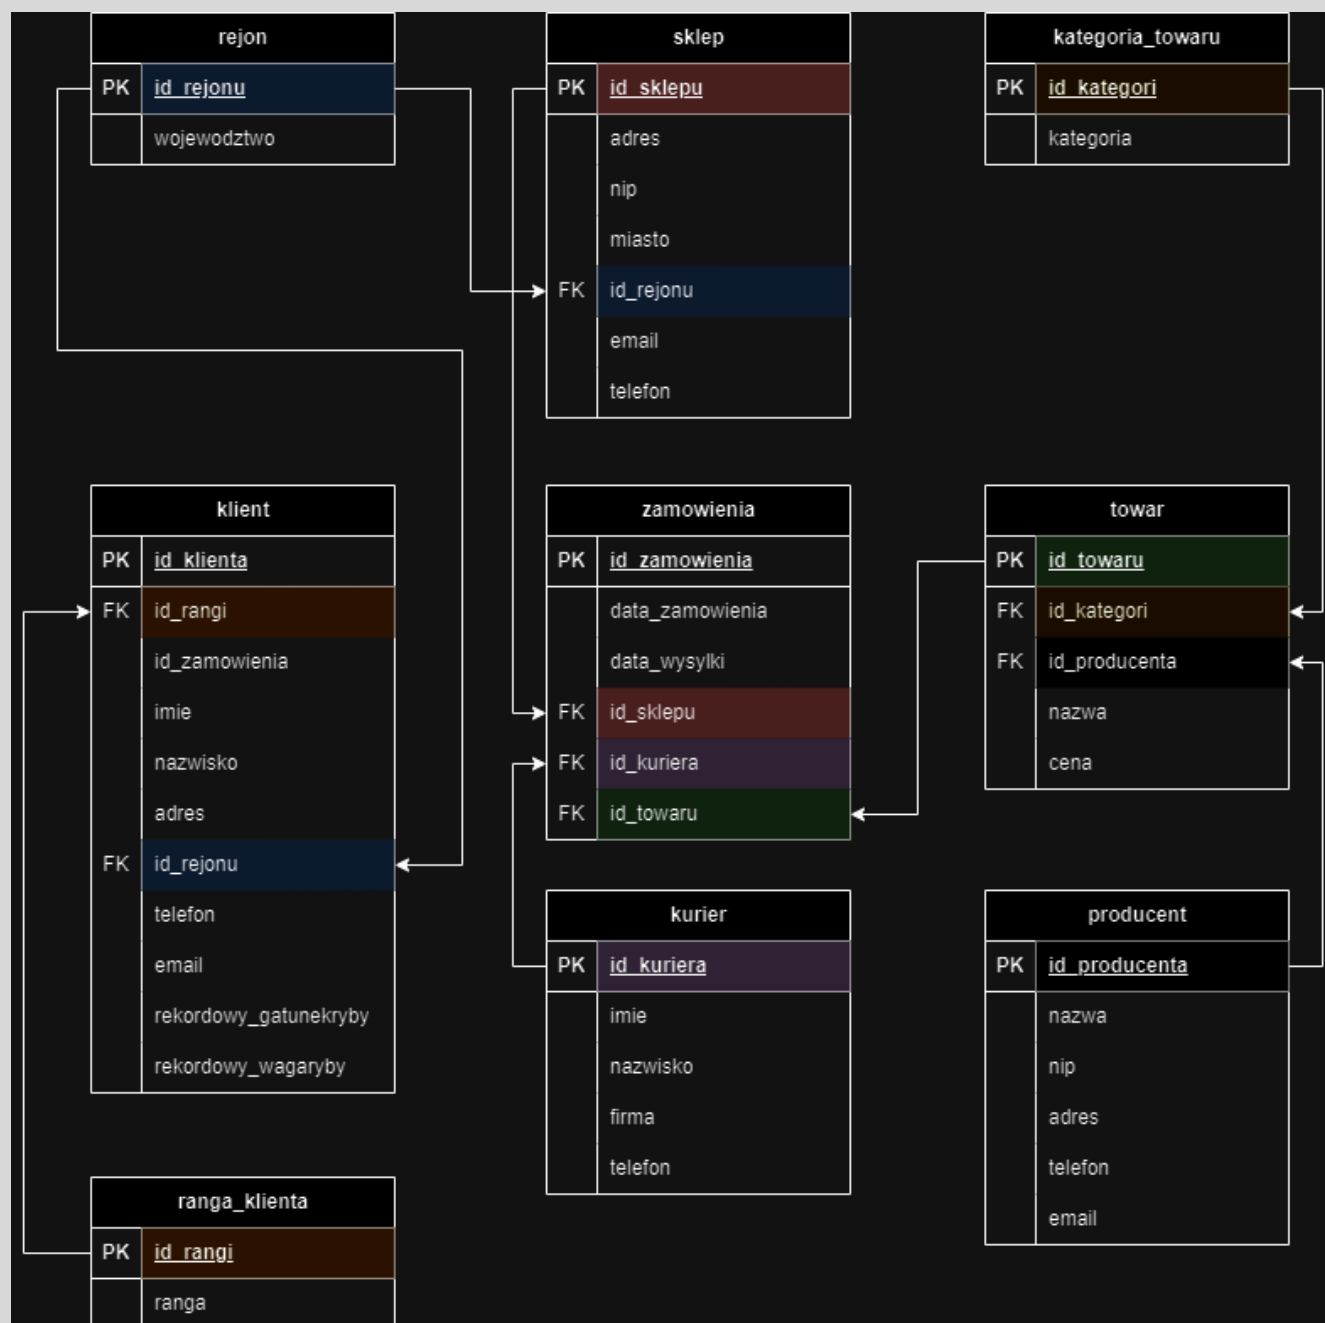 rejon
PK id_rejonu
wojewodztwo
sklep
PK id_sklepu
adres
nip
miasto
FK id_rejonu
email
telefon
kategoria_towaru
PK id_kategori
kategoria
klient
PK id_klienta
FK id_rangi
id_zamowienia
imie
nazwisko
adres
FK id_rejonu
telefon
email
rekordowy_gatunekryby
rekordowy_wagaryby
zamowienia
PK id_zamowienia
data_zamowienia
data_wysylki
FK id_sklepu
FK id_kuriera
FK id_towaru
towar
PK id_towaru
FK id_kategori
FK id_producenta
nazwa
cena
kurier
PK id_kuriera
imie
nazwisko
firma
telefon
producent
PK id_producenta
nazwa
nip
adres
telefon
email
ranga_klienta
PK id_rangi
ranga